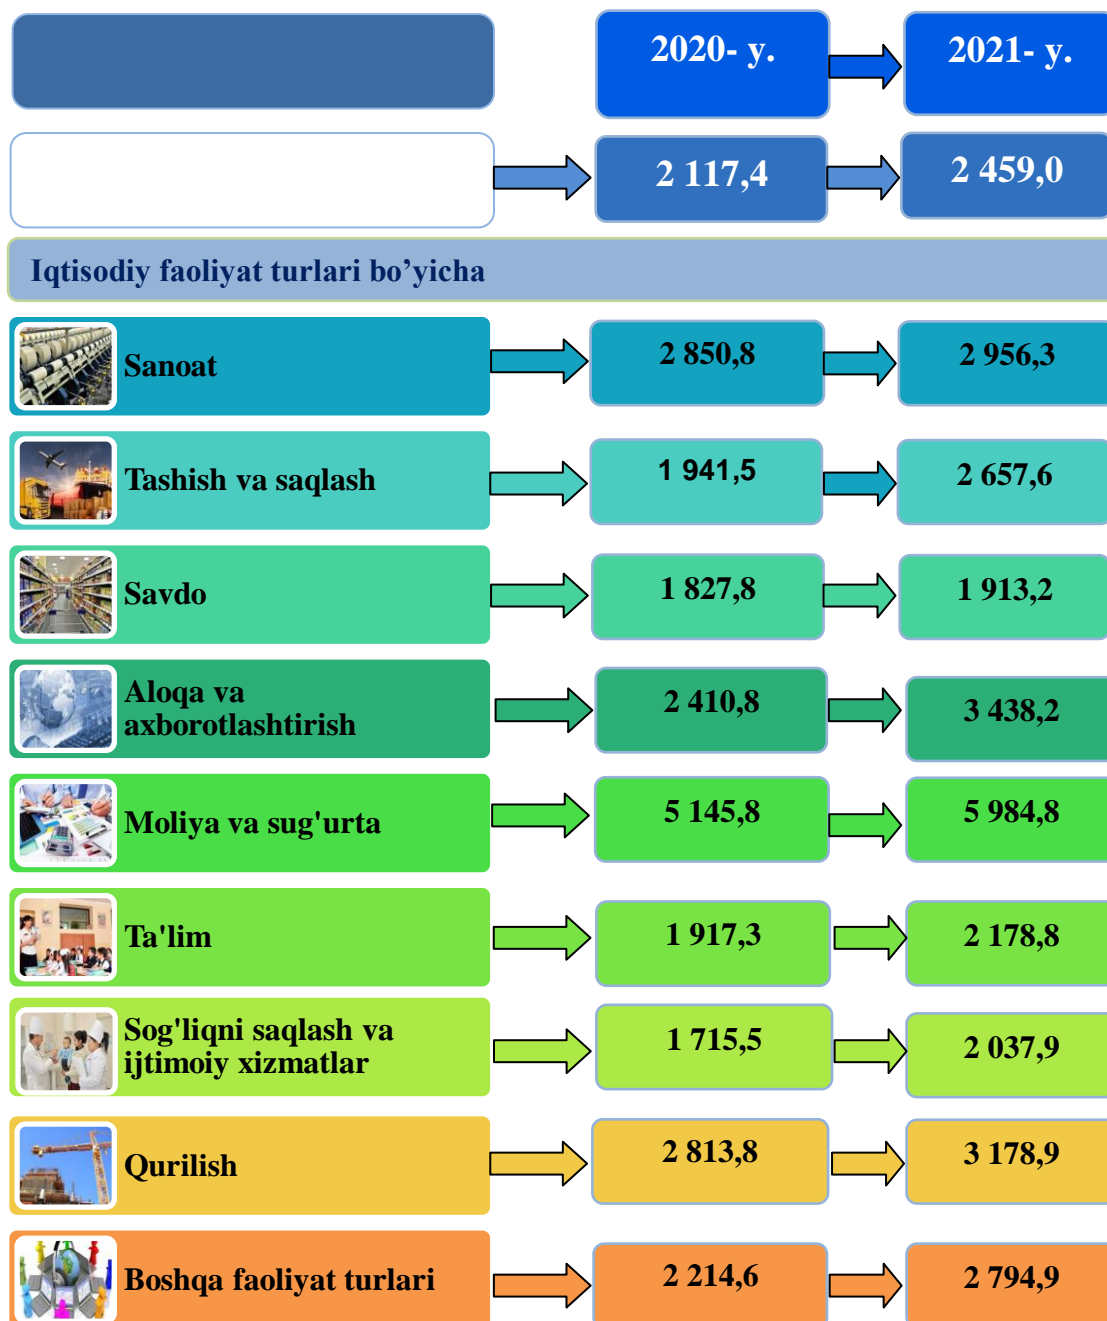 2020- y. 2021- y.
2 117,4 2 459,0
Iqtisodiy faoliyat turlari bo’yicha
Sanoat 2 850,8 2 956,3
Tashish va saqlash 1 941,5 2 657,6
Savdo 1 827,8 1 913,2
Aloqa va
axborotlashtirish 2 410,8 3 438,2
Moliya va sug'urta 5 145,8 5 984,8
Ta'lim 1 917,3 2 178,8
Sog'liqni saqlash va
ijtimoiy xizmatlar 1 715,5 2 037,9
Qurilish 2 813,8 3 178,9
Boshqa faoliyat turlari 2 214,6 2 794,9